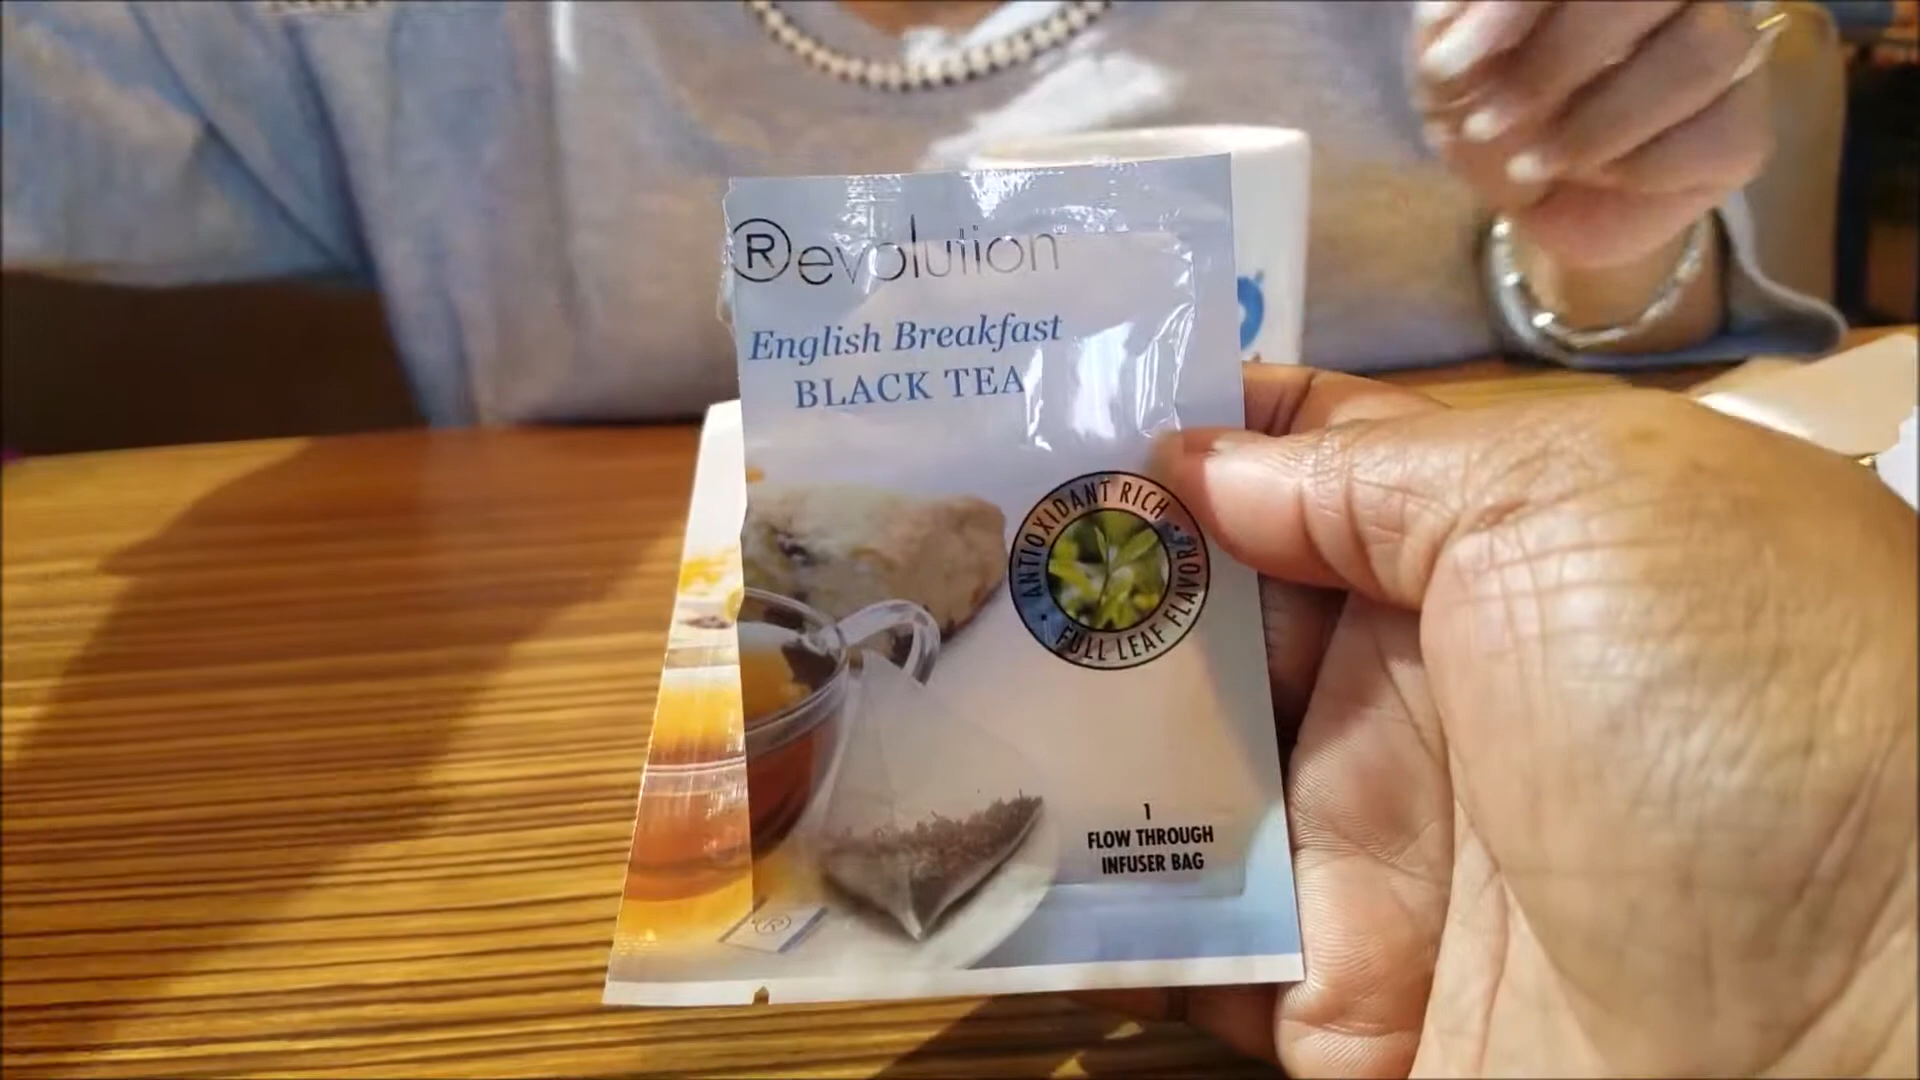 Revolution
English Breakfast
BLACK TEA
• ANTIOXIDANT RICH •
FULL LEAF FLAVOR
1
FLOW THROUGH
INFUSER BAG
R